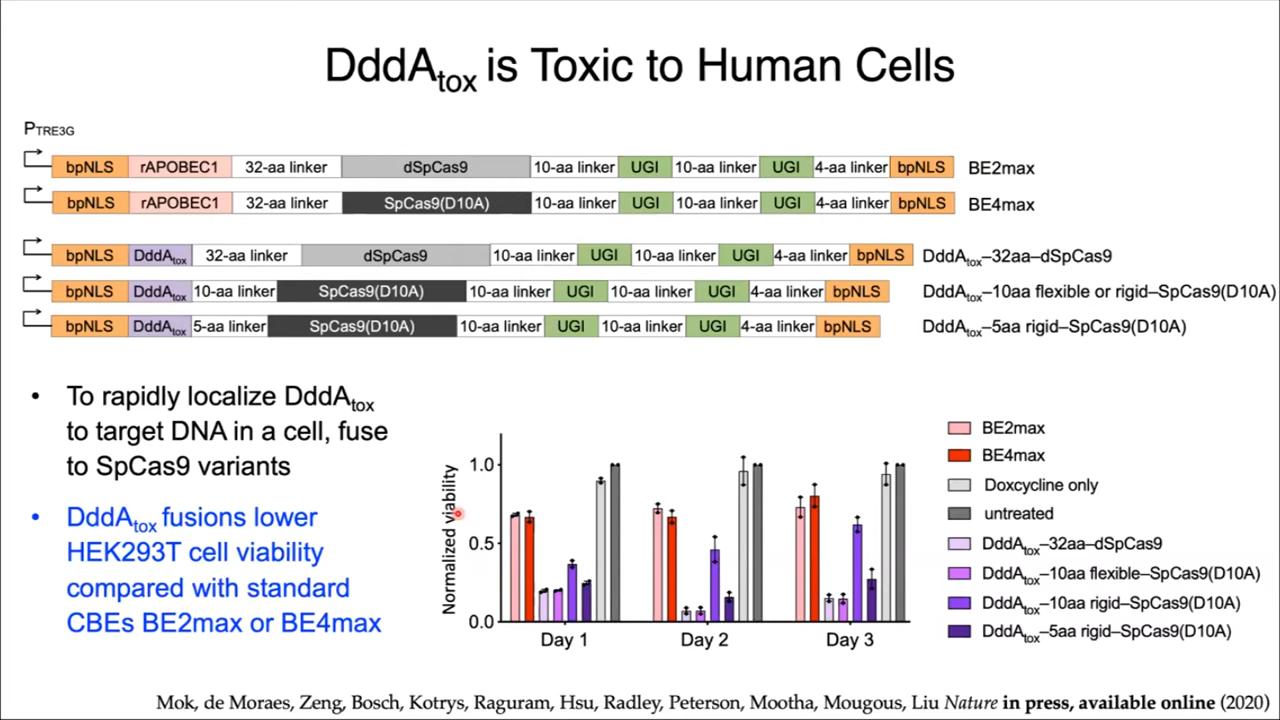 DddAtox is Toxic to Human Cells
PTRE3G
bpNLS rAPOBEC1 32-aa linker dSpCas9 10-aa linker UGI 10-aa linker UGI 4-aa linker bpNLS BE2max
bpNLS rAPOBEC1 32-aa linker SpCas9(D10A) 10-aa linker UGI 10-aa linker UGI 4-aa linker bpNLS BE4max
bpNLS DddAtox 32-aa linker dSpCas9 10-aa linker UGI 10-aa linker UGI 4-aa linker bpNLS DddAtox–32aa–dSpCas9
bpNLS DddAtox 10-aa linker SpCas9(D10A) 10-aa linker UGI 10-aa linker UGI 4-aa linker bpNLS DddAtox–10aa flexible or rigid–SpCas9(D10A)
bpNLS DddAtox 5-aa linker SpCas9(D10A) 10-aa linker UGI 10-aa linker UGI 4-aa linker bpNLS DddAtox–5aa rigid–SpCas9(D10A)
• To rapidly localize DddAtox
to target DNA in a cell, fuse
to SpCas9 variants
• DddAtox fusions lower
HEK293T cell viability
compared with standard
CBEs BE2max or BE4max
Normalized viability
1.0
0.5
0.0
Day 1 Day 2 Day 3
BE2max
BE4max
Doxcycline only
untreated
DddAtox–32aa–dSpCas9
DddAtox–10aa flexible–SpCas9(D10A)
DddAtox–10aa rigid–SpCas9(D10A)
DddAtox–5aa rigid–SpCas9(D10A)
Mok, de Moraes, Zeng, Bosch, Kotrys, Raguram, Hsu, Radley, Peterson, Mootha, Mougous, Liu Nature in press, available online (2020)